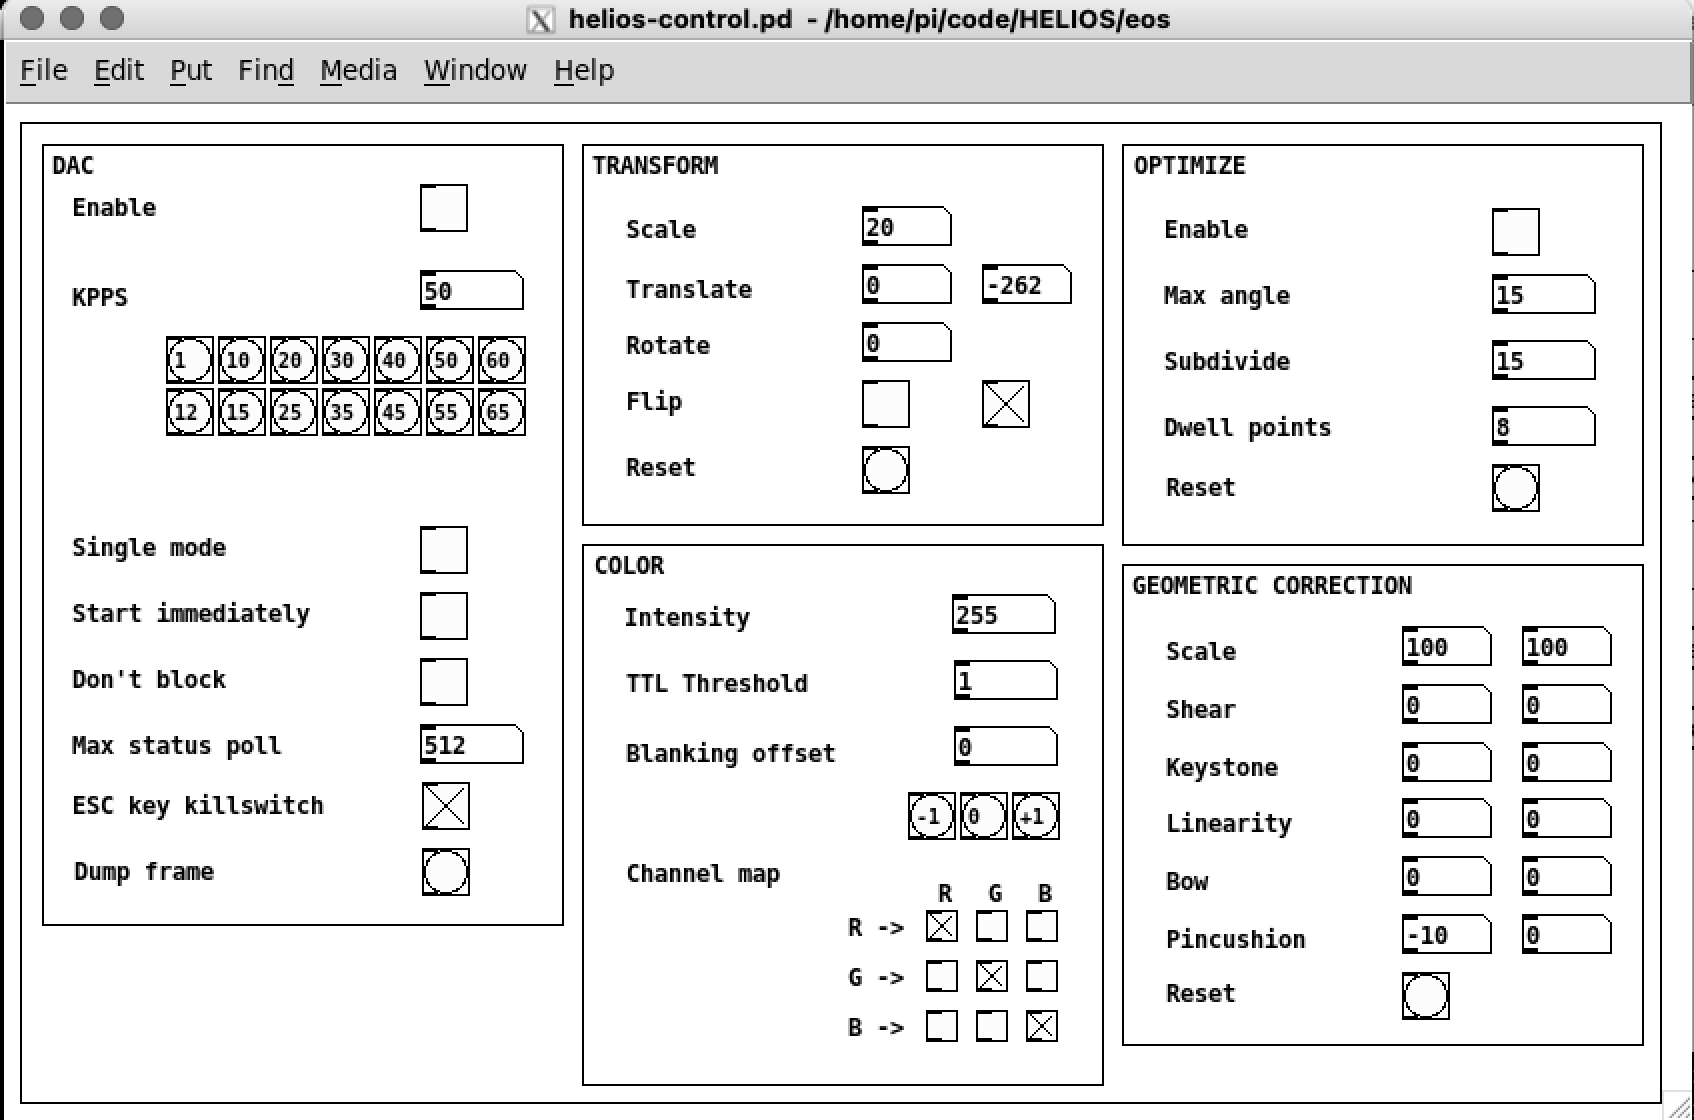 helios-control.pd - /home/pi/code/HELIOS/eos
File Edit Put Find Media Window Help
DAC
Enable
KPPS 50
1 10 20 30 40 50 60
12 15 25 35 45 55 65
Single mode
Start immediately
Don't block
Max status poll 512
ESC key killswitch
Dump frame
TRANSFORM
Scale 20
Translate 0 -262
Rotate 0
Flip
Reset
COLOR
Intensity 255
TTL Threshold 1
Blanking offset 0
-1 0 +1
Channel map
R G B
R ->
G ->
B ->
OPTIMIZE
Enable
Max angle 15
Subdivide 15
Dwell points 8
Reset
GEOMETRIC CORRECTION
Scale 100 100
Shear 0 0
Keystone 0 0
Linearity 0 0
Bow 0 0
Pincushion -10 0
Reset